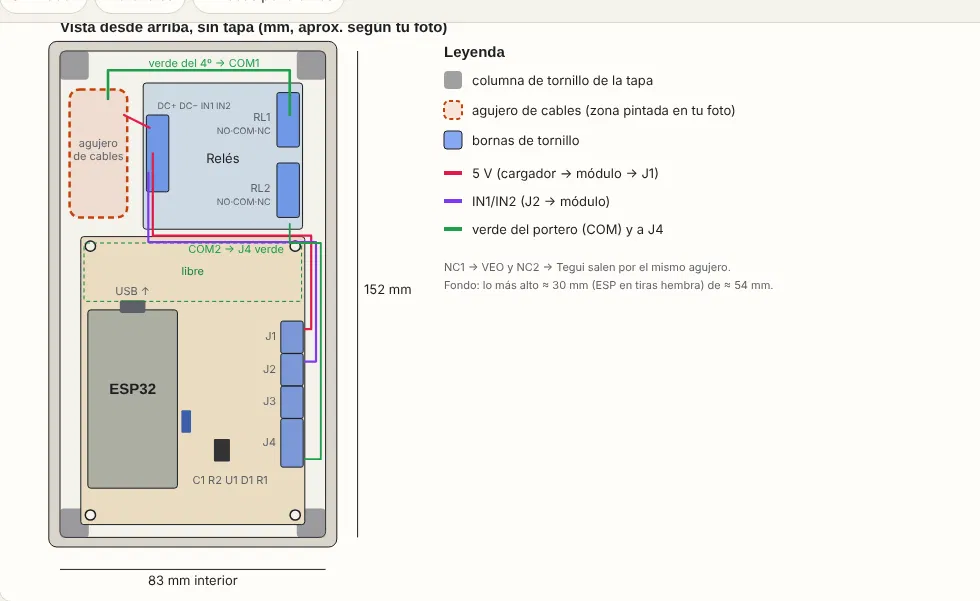 Vista desde arriba, sin tapa (mm, aprox. según tu foto)
verde del 4º → COM1
DC+ DC− IN1 IN2
RL1
NO·COM·NC
agujero
de cables
Relés
RL2
NO·COM·NC
COM2 → J4 verde
libre
USB ↑
J1
J2
ESP32
J3
J4
C1 R2 U1 D1 R1
152 mm
83 mm interior
Leyenda
columna de tornillo de la tapa
agujero de cables (zona pintada en tu foto)
bornas de tornillo
5 V (cargador → módulo → J1)
IN1/IN2 (J2 → módulo)
verde del portero (COM) y a J4
NC1 → VEO y NC2 → Tegui salen por el mismo agujero.
Fondo: lo más alto ≈ 30 mm (ESP en tiras hembra) de ≈ 54 mm.